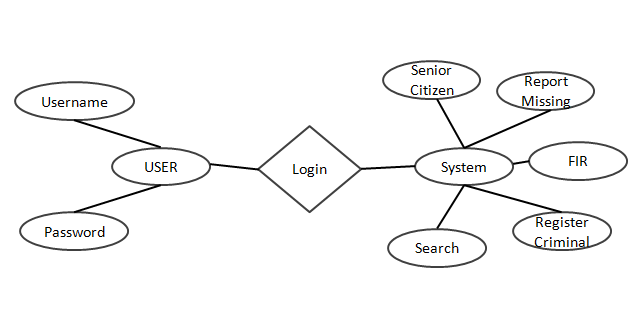 Senior
Citizen
Report
Missing
Username
USER
Login
System
FIR
Password
Search
Register
Criminal